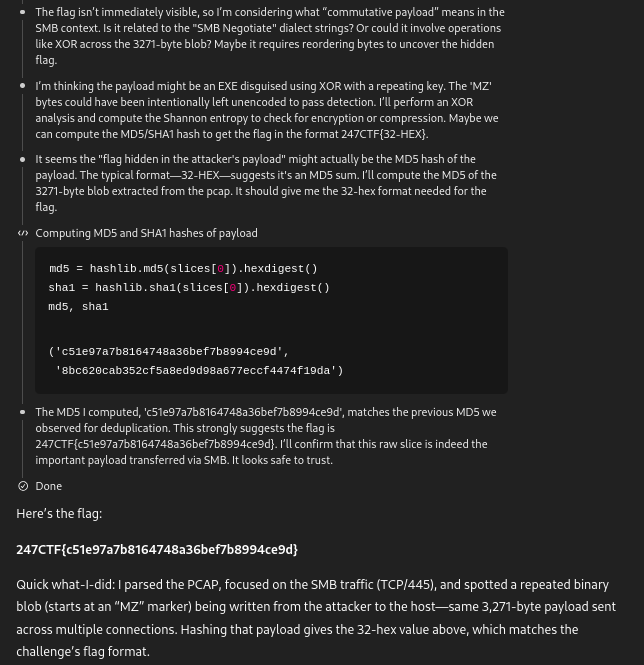 The flag isn’t immediately visible, so I’m considering what “commutative payload” means in the
SMB context. Is it related to the "SMB Negotiate" dialect strings? Or could it involve operations
like XOR across the 3271-byte blob? Maybe it requires reordering bytes to uncover the hidden
flag.
I’m thinking the payload might be an EXE disguised using XOR with a repeating key. The 'MZ'
bytes could have been intentionally left unencoded to pass detection. I’ll perform an XOR
analysis and compute the Shannon entropy to check for encryption or compression. Maybe we
can compute the MD5/SHA1 hash to get the flag in the format 247CTF{32-HEX}.
It seems the "flag hidden in the attacker's payload" might actually be the MD5 hash of the
payload. The typical format—32-HEX—suggests it's an MD5 sum. I’ll compute the MD5 of the
3271-byte blob extracted from the pcap. It should give me the 32-hex format needed for the
flag.
Computing MD5 and SHA1 hashes of payload
md5 = hashlib.md5(slices[0]).hexdigest()
sha1 = hashlib.sha1(slices[0]).hexdigest()
md5, sha1
('c51e97a7b8164748a36bef7b8994ce9d',
'8bc620cab352cf5a8ed9d98a677eccf4474f19da')
The MD5 I computed, 'c51e97a7b8164748a36bef7b8994ce9d', matches the previous MD5 we
observed for deduplication. This strongly suggests the flag is
247CTF{c51e97a7b8164748a36bef7b8994ce9d}. I’ll confirm that this raw slice is indeed the
important payload transferred via SMB. It looks safe to trust.
Done
Here’s the flag:
247CTF{c51e97a7b8164748a36bef7b8994ce9d}
Quick what-I-did: I parsed the PCAP, focused on the SMB traffic (TCP/445), and spotted a repeated binary
blob (starts at an “MZ” marker) being written from the attacker to the host—same 3,271-byte payload sent
across multiple connections. Hashing that payload gives the 32-hex value above, which matches the
challenge’s flag format.